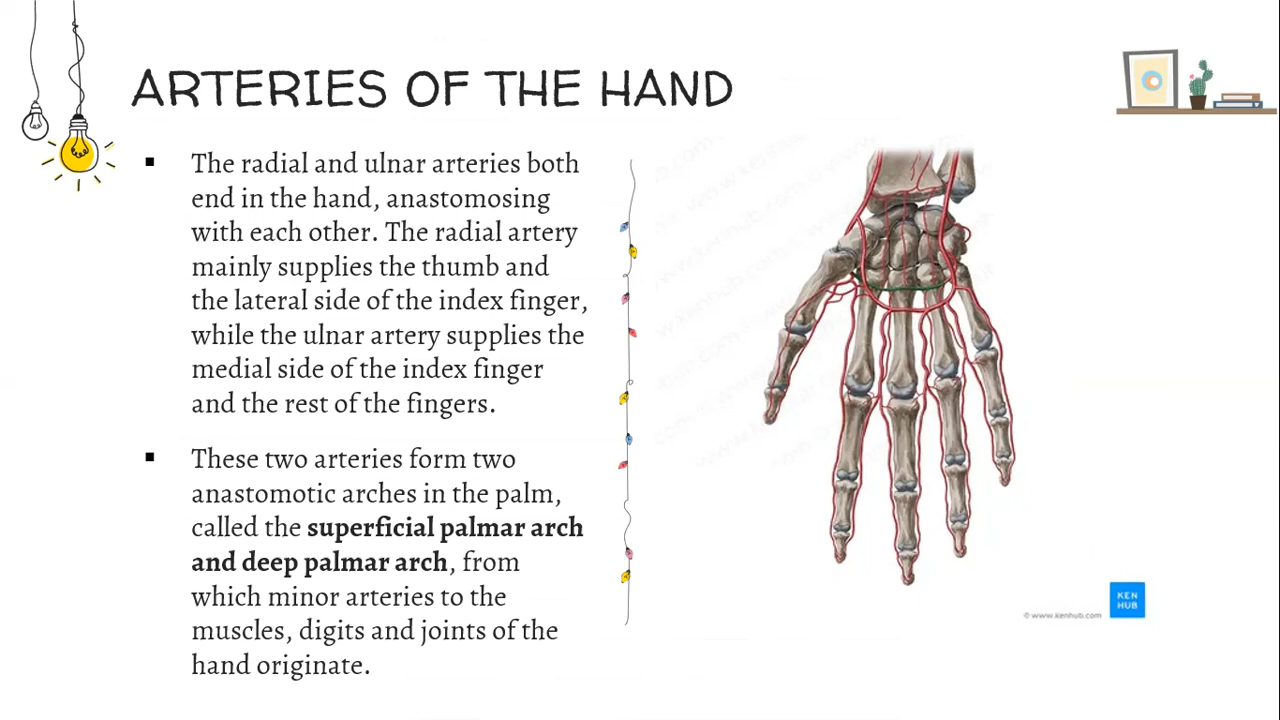 ARTERIES OF THE HAND
▪ The radial and ulnar arteries both
end in the hand, anastomosing
with each other. The radial artery
mainly supplies the thumb and
the lateral side of the index finger,
while the ulnar artery supplies the
medial side of the index finger
and the rest of the fingers.
▪ These two arteries form two
anastomotic arches in the palm,
called the superficial palmar arch
and deep palmar arch, from
which minor arteries to the
muscles, digits and joints of the
hand originate.
KEN
HUB
© www.kenhub.com